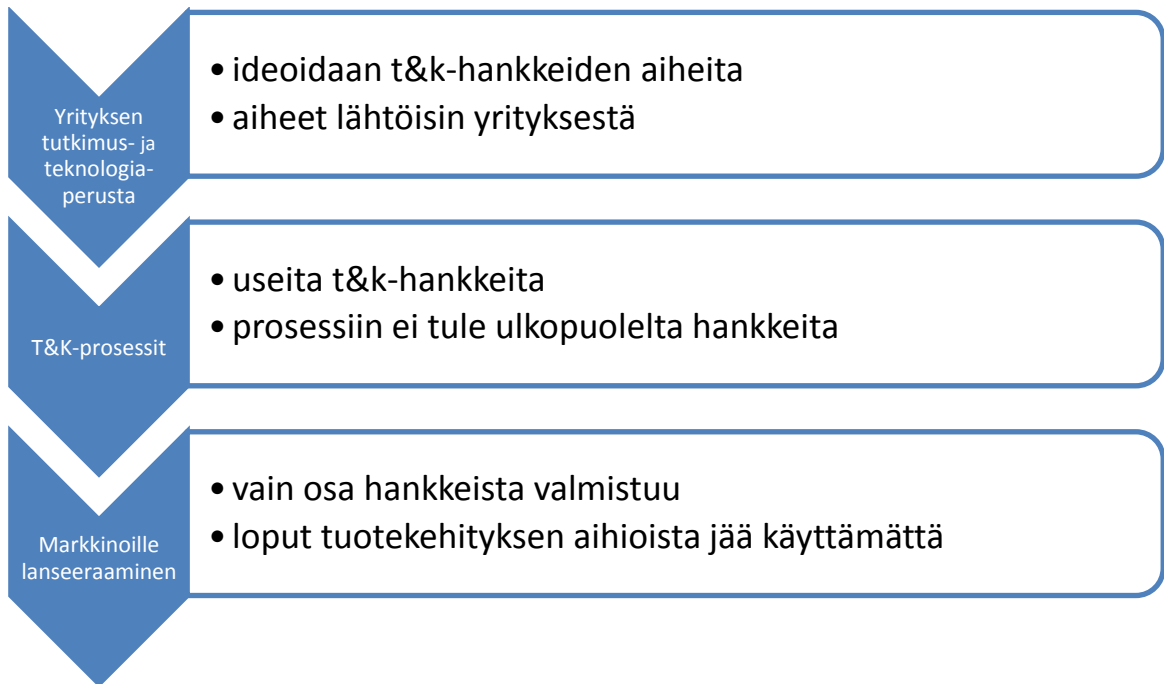 Yrityksen
tutkimus- ja
teknologia-
perusta
• ideoidaan t&k-hankkeiden aiheita
• aiheet lähtöisin yrityksestä
T&K-prosessit
• useita t&k-hankkeita
• prosessiin ei tule ulkopuolelta hankkeita
Markkinoille
lanseeraaminen
• vain osa hankkeista valmistuu
• loput tuotekehityksen aihioista jää käyttämättä